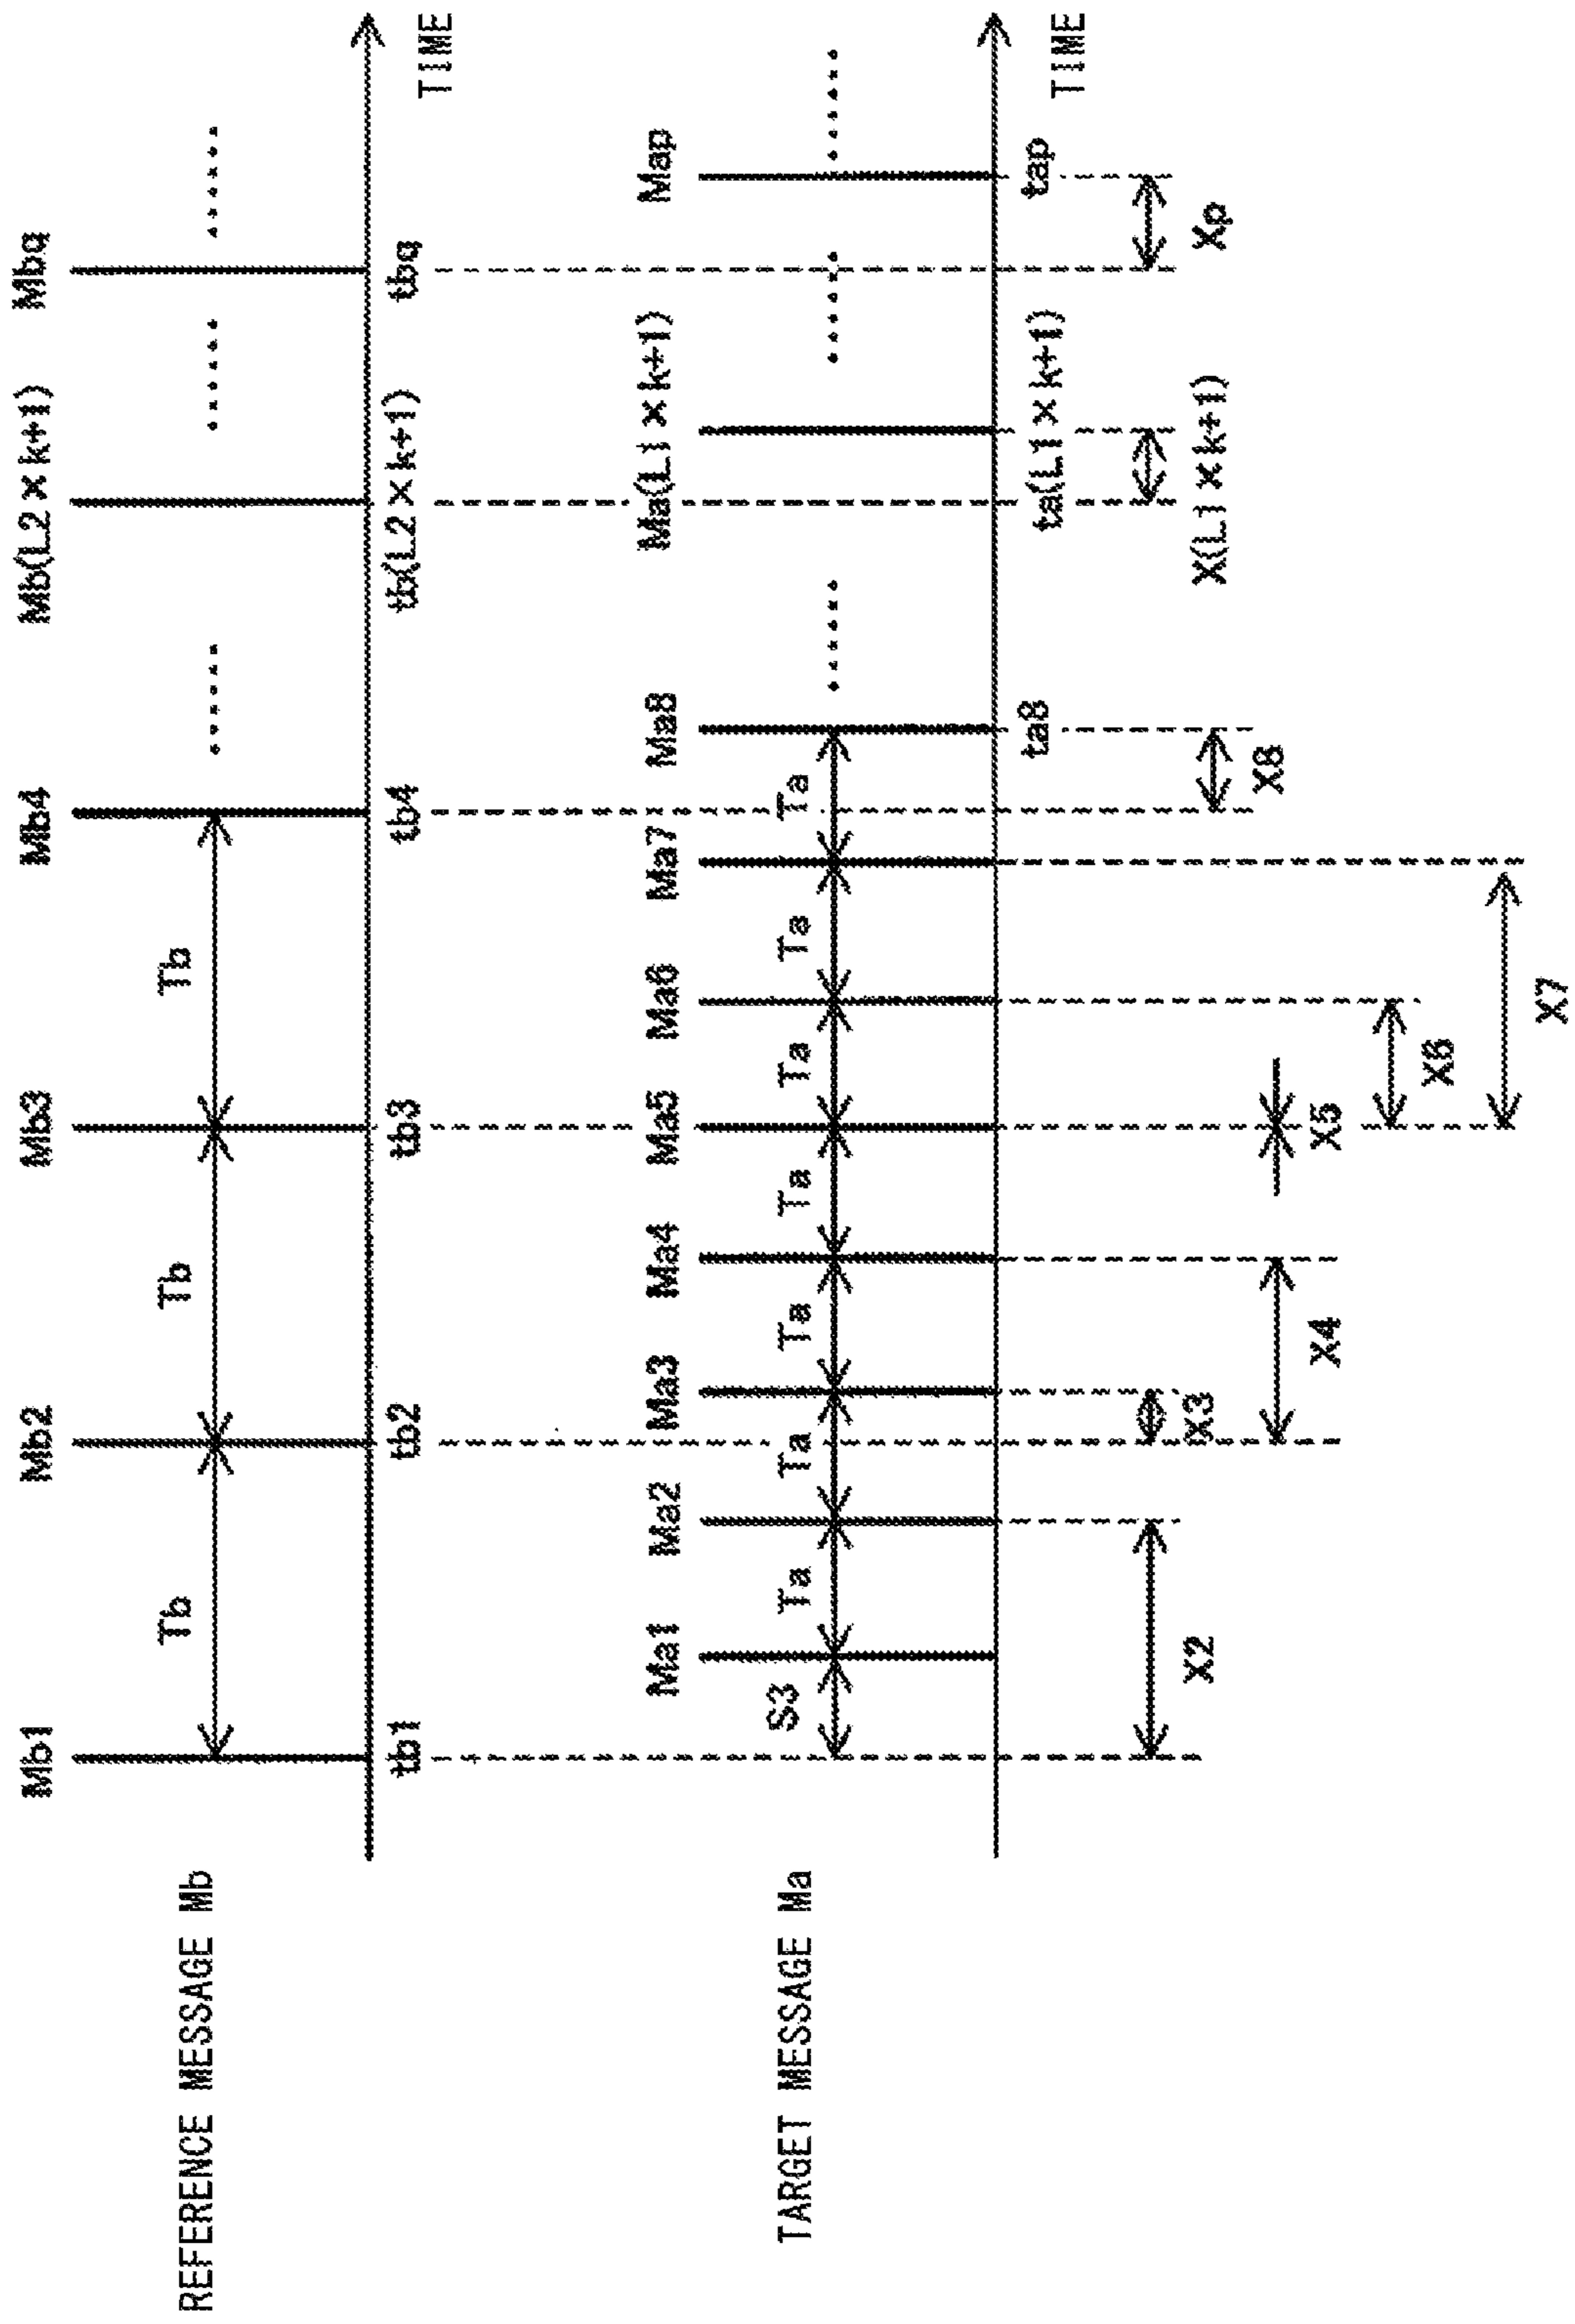 Mb1 Mb2 Mb3 Mb4 Mb(L2×k+1) Mbq
Tb Tb Tb
REFERENCE MESSAGE Mb
tb1 tb2 tb3 tb4 tb(L2×k+1) tbq
TIME
Ma1 Ma2 Ma3 Ma4 Ma5 Ma6 Ma7 Ma8 Ma(L1×k+1) Map
S3 Ta Ta Ta Ta Ta Ta Ta
TARGET MESSAGE Ma
ta8 ta(L1×k+1) tap
TIME
X2 X3 X(L1×k+1) Xp
X8
X4 X5
X6
X7